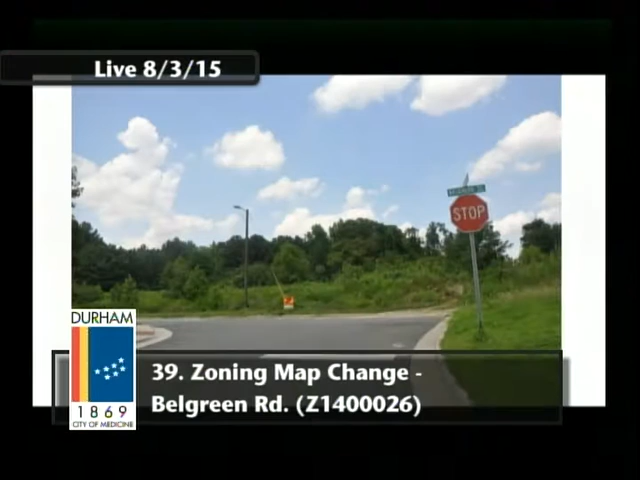 Live 8/3/15
STOP
DURHAM
1869
CITY OF MEDICINE
39. Zoning Map Change -
Belgreen Rd. (Z1400026)